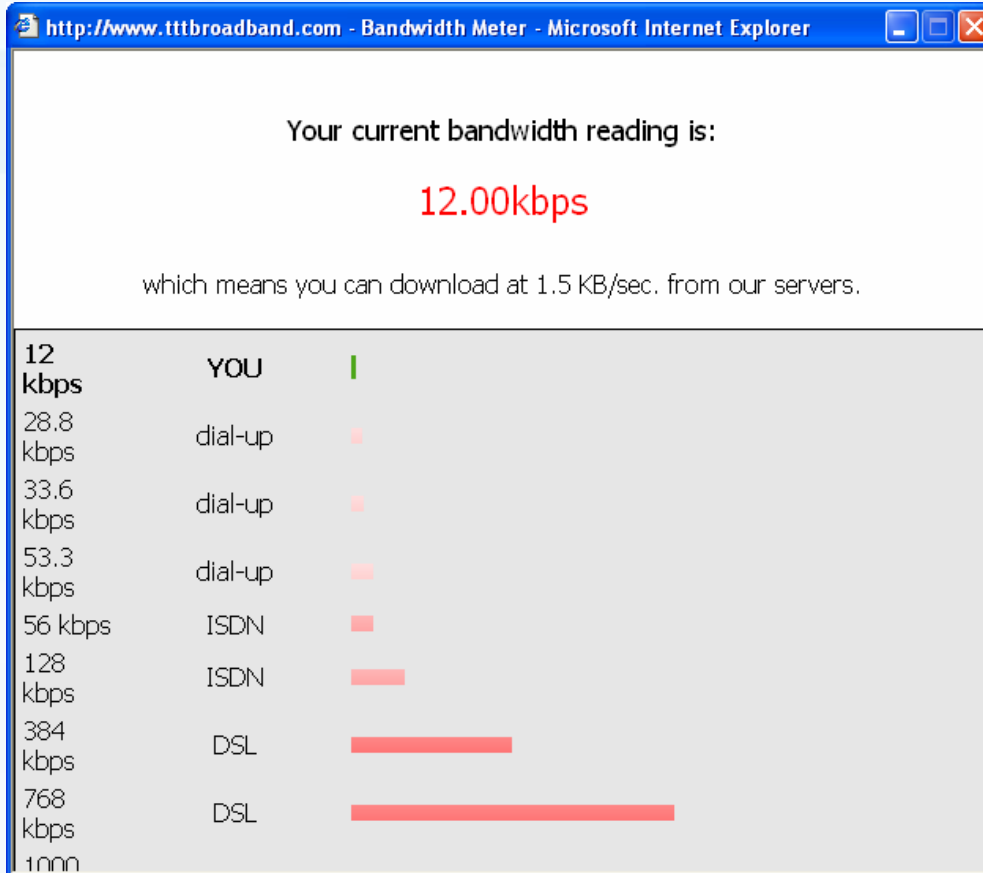 http://www.tttbroadband.com - Bandwidth Meter - Microsoft Internet Explorer
Your current bandwidth reading is:
12.00kbps
which means you can download at 1.5 KB/sec. from our servers.
12
kbps YOU
28.8
kbps dial-up
33.6
kbps dial-up
53.3
kbps dial-up
56 kbps ISDN
128
kbps ISDN
384
kbps DSL
768
kbps DSL
1000